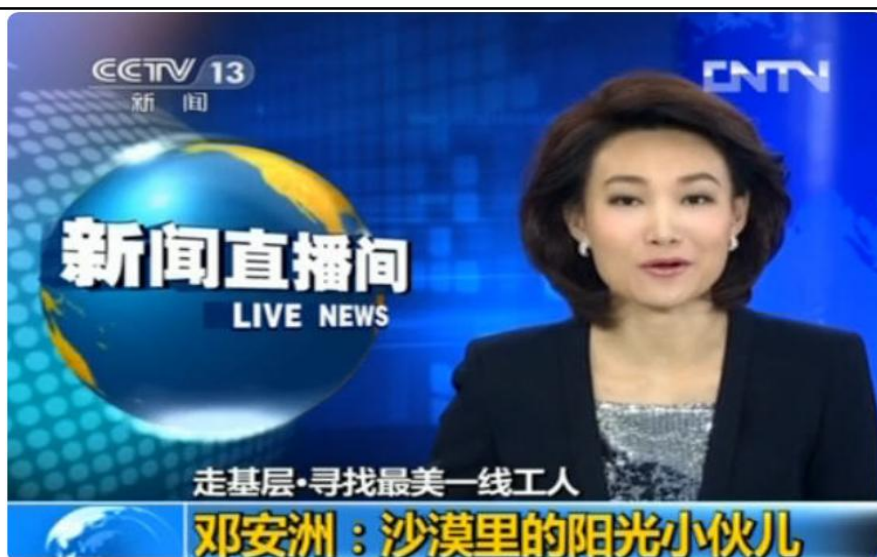 CCTV 13
新闻
CNTV
新闻直播间
LIVE NEWS
走基层·寻找最美一线工人
邓安洲：沙漠里的阳光小伙儿